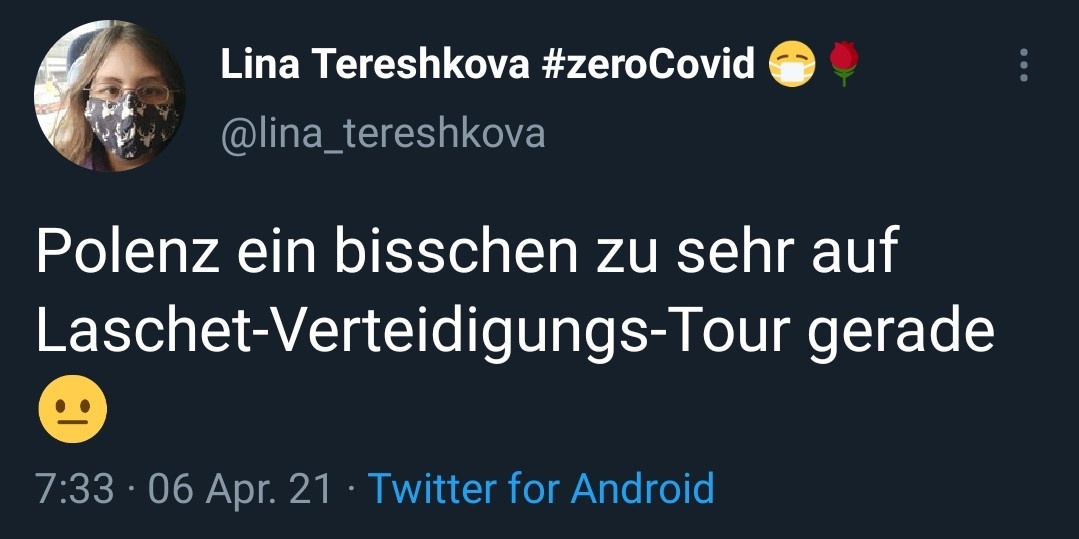 Lina Tereshkova #zeroCovid 😷🌹
@lina_tereshkova
Polenz ein bisschen zu sehr auf
Laschet-Verteidigungs-Tour gerade
😐
7:33 · 06 Apr. 21 · Twitter for Android